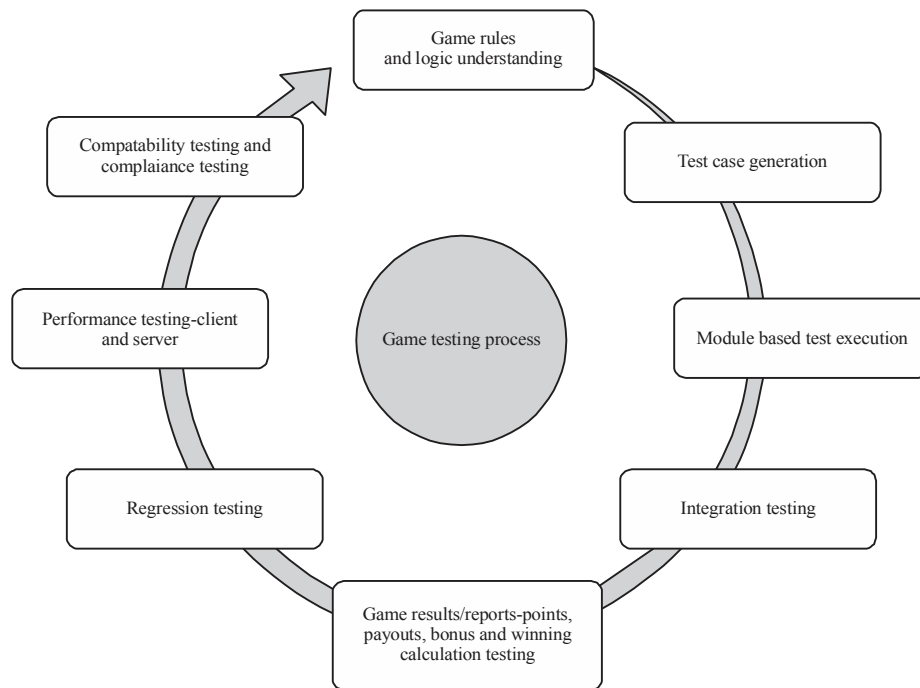 Game rules
and logic understanding
Test case generation
Module based test execution
Integration testing
Game results/reports-points,
payouts, bonus and winning
calculation testing
Regression testing
Performance testing-client
and server
Compatability testing and
complaiance testing
Game testing process